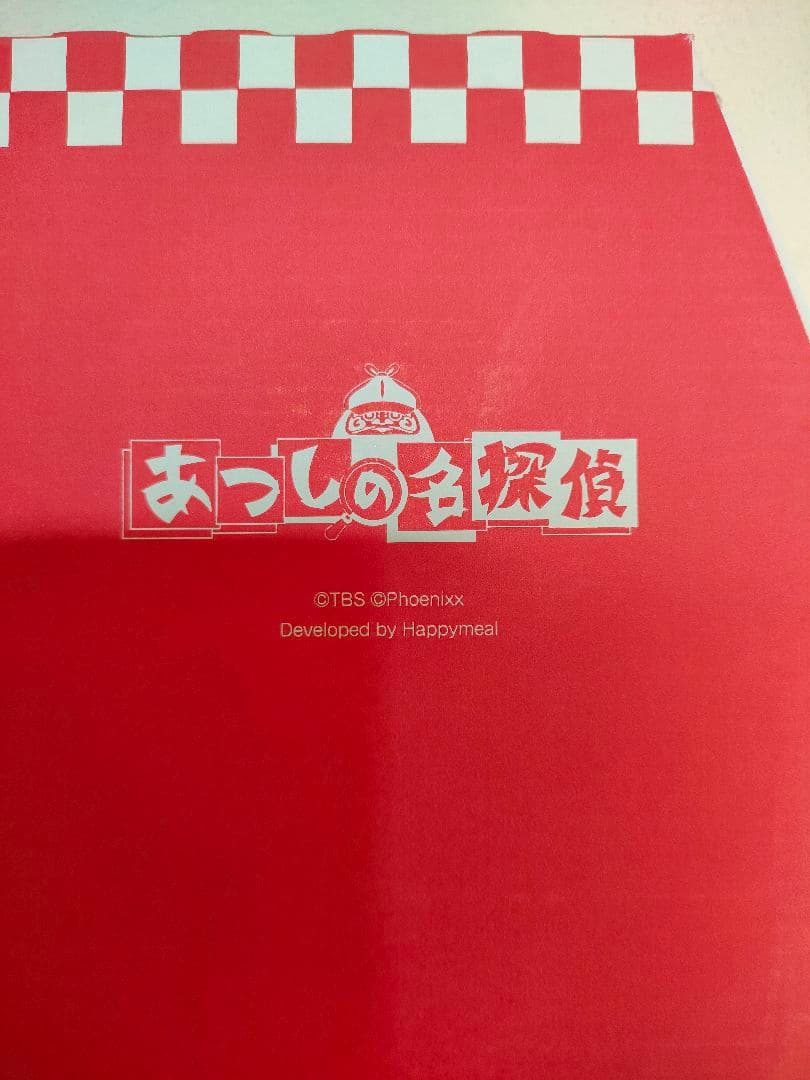 あつしの名探偵
©TBS ©Phoenixx
Developed by Happymeal